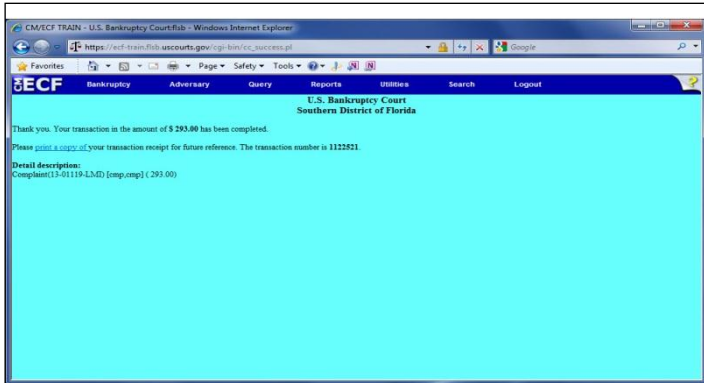 CM/ECF TRAIN - U.S. Bankruptcy Court:flsb - Windows Internet Explorer
https://ecf-train.flsb.uscourts.gov/cgi-bin/cc_success.pl
Google
Favorites Page Safety Tools
ECF Bankruptcy Adversary Query Reports Utilities Search Logout ?
U.S. Bankruptcy Court
Southern District of Florida
Thank you. Your transaction in the amount of $ 293.00 has been completed.
Please print a copy of your transaction receipt for future reference. The transaction number is 1122521.
Detail description:
Complaint(13-01119-LMI) [cmp,cmp] ( 293.00)